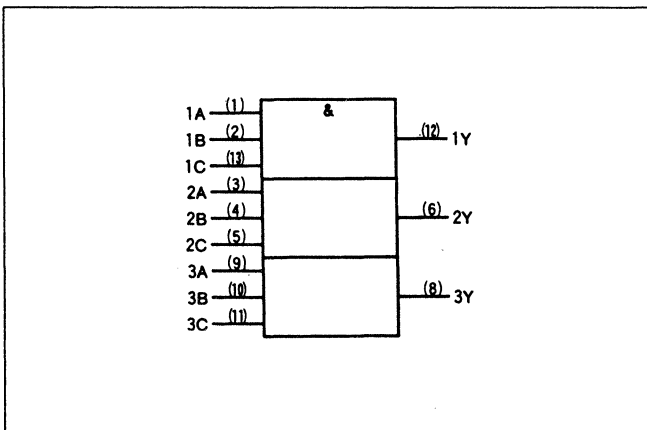 &
1A (1)
1B (2) (12) 1Y
1C (13)
2A (3)
2B (4) (6) 2Y
2C (5)
3A (9)
3B (10) (8) 3Y
3C (11)